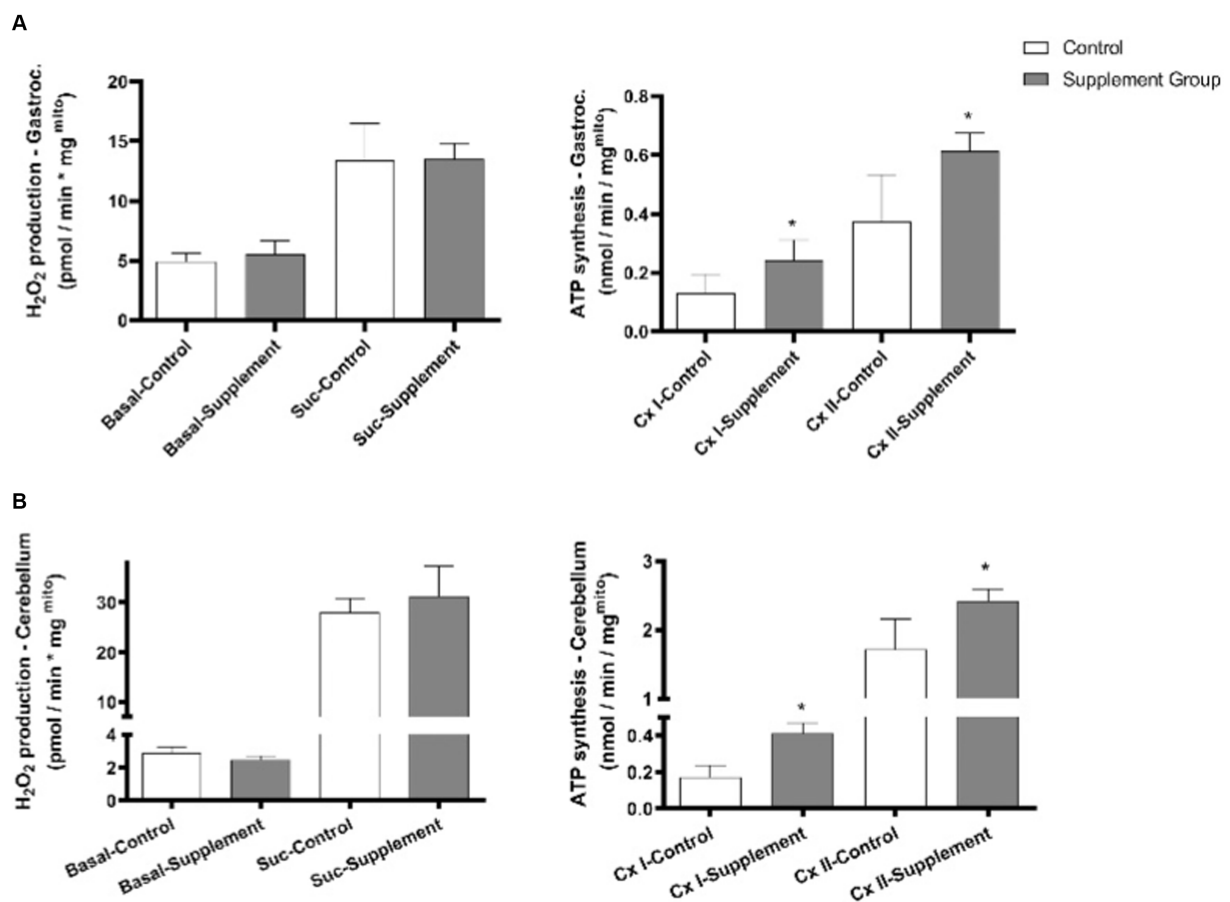 A
Control
Supplement Group
H₂O₂ production - Gastroc.
(pmol / min * mg mito)
20
15
10
5
0
Basal-Control
Basal-Supplement
Suc-Control
Suc-Supplement
ATP synthesis - Gastroc.
(nmol / min / mg mito)
0.8
0.6
0.4
0.2
0.0
*
*
Cx I-Control
Cx I-Supplement
Cx II-Control
Cx II-Supplement
B
H₂O₂ production - Cerebellum
(pmol / min * mg mito)
30
20
10
4
2
0
Basal-Control
Basal-Supplement
Suc-Control
Suc-Supplement
ATP synthesis - Cerebellum
(nmol / min / mg mito)
3
2
1
0.4
0.2
0.0
*
*
Cx I-Control
Cx I-Supplement
Cx II-Control
Cx II-Supplement